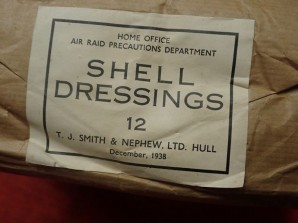 HOME OFFICE
AIR RAID PRECAUTIONS DEPARTMENT
SHELL
DRESSINGS
12
T. J. SMITH & NEPHEW, LTD. HULL
December, 1938